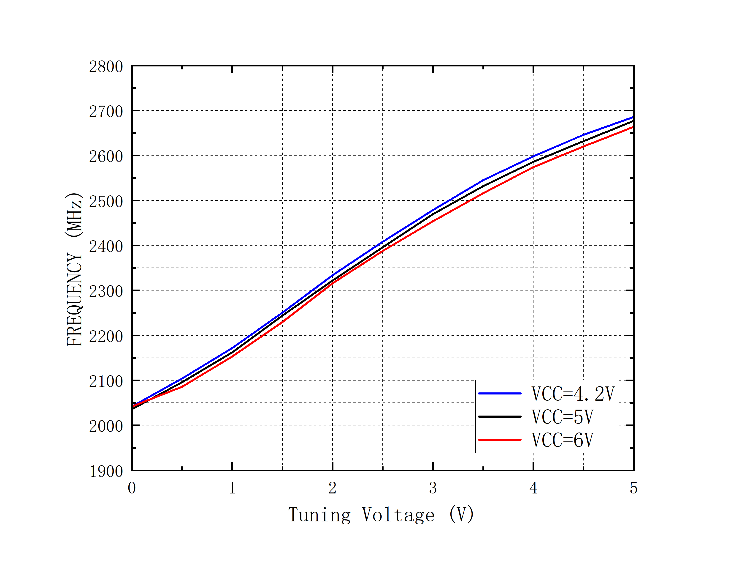 2800
2700
2600
2500
2400
2300
2200
2100
2000
1900
FREQUENCY (MHz)
VCC=4.2V
VCC=5V
VCC=6V
0 1 2 3 4 5
Tuning Voltage (V)